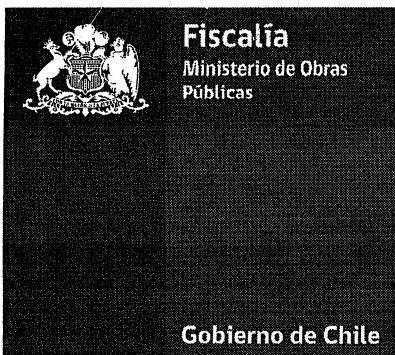 Fiscalía
Ministerio de Obras
Públicas
Gobierno de Chile